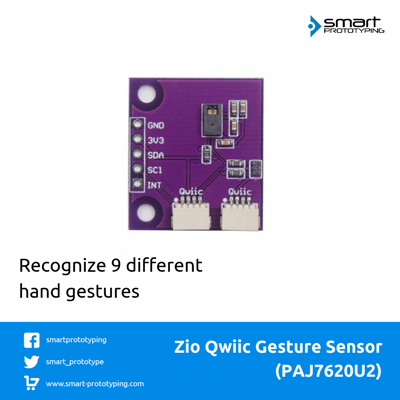 smart
PROTOTYPING
GND
3V3
SDA
SC1
INT
Qwiic Qwiic
Recognize 9 different
hand gestures
smartprototyping
smart_prototype
www.smart-prototyping.com
Zio Qwiic Gesture Sensor
(PAJ7620U2)